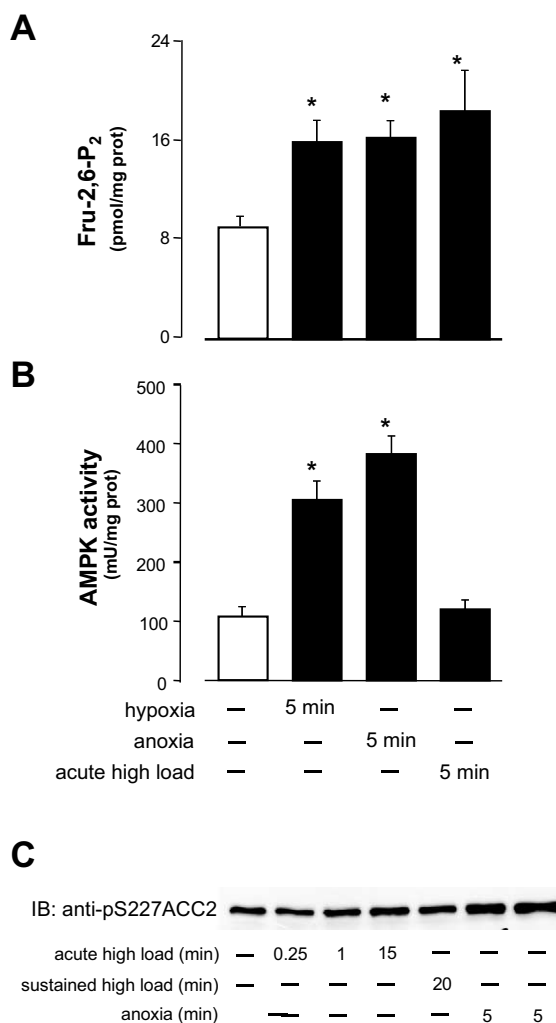 A
24
16
8
0
Fru-2,6-P2
(pmol/mg prot)
* * *
B
500
400
300
200
100
0
AMPK activity
(mU/mg prot)
* *
hypoxia — 5 min — —
anoxia — — 5 min —
acute high load — — — 5 min
C
IB: anti-pS227ACC2
acute high load (min) — 0.25 1 15 — — —
sustained high load (min) — — — — 20 — —
anoxia (min) — — — — — 5 5